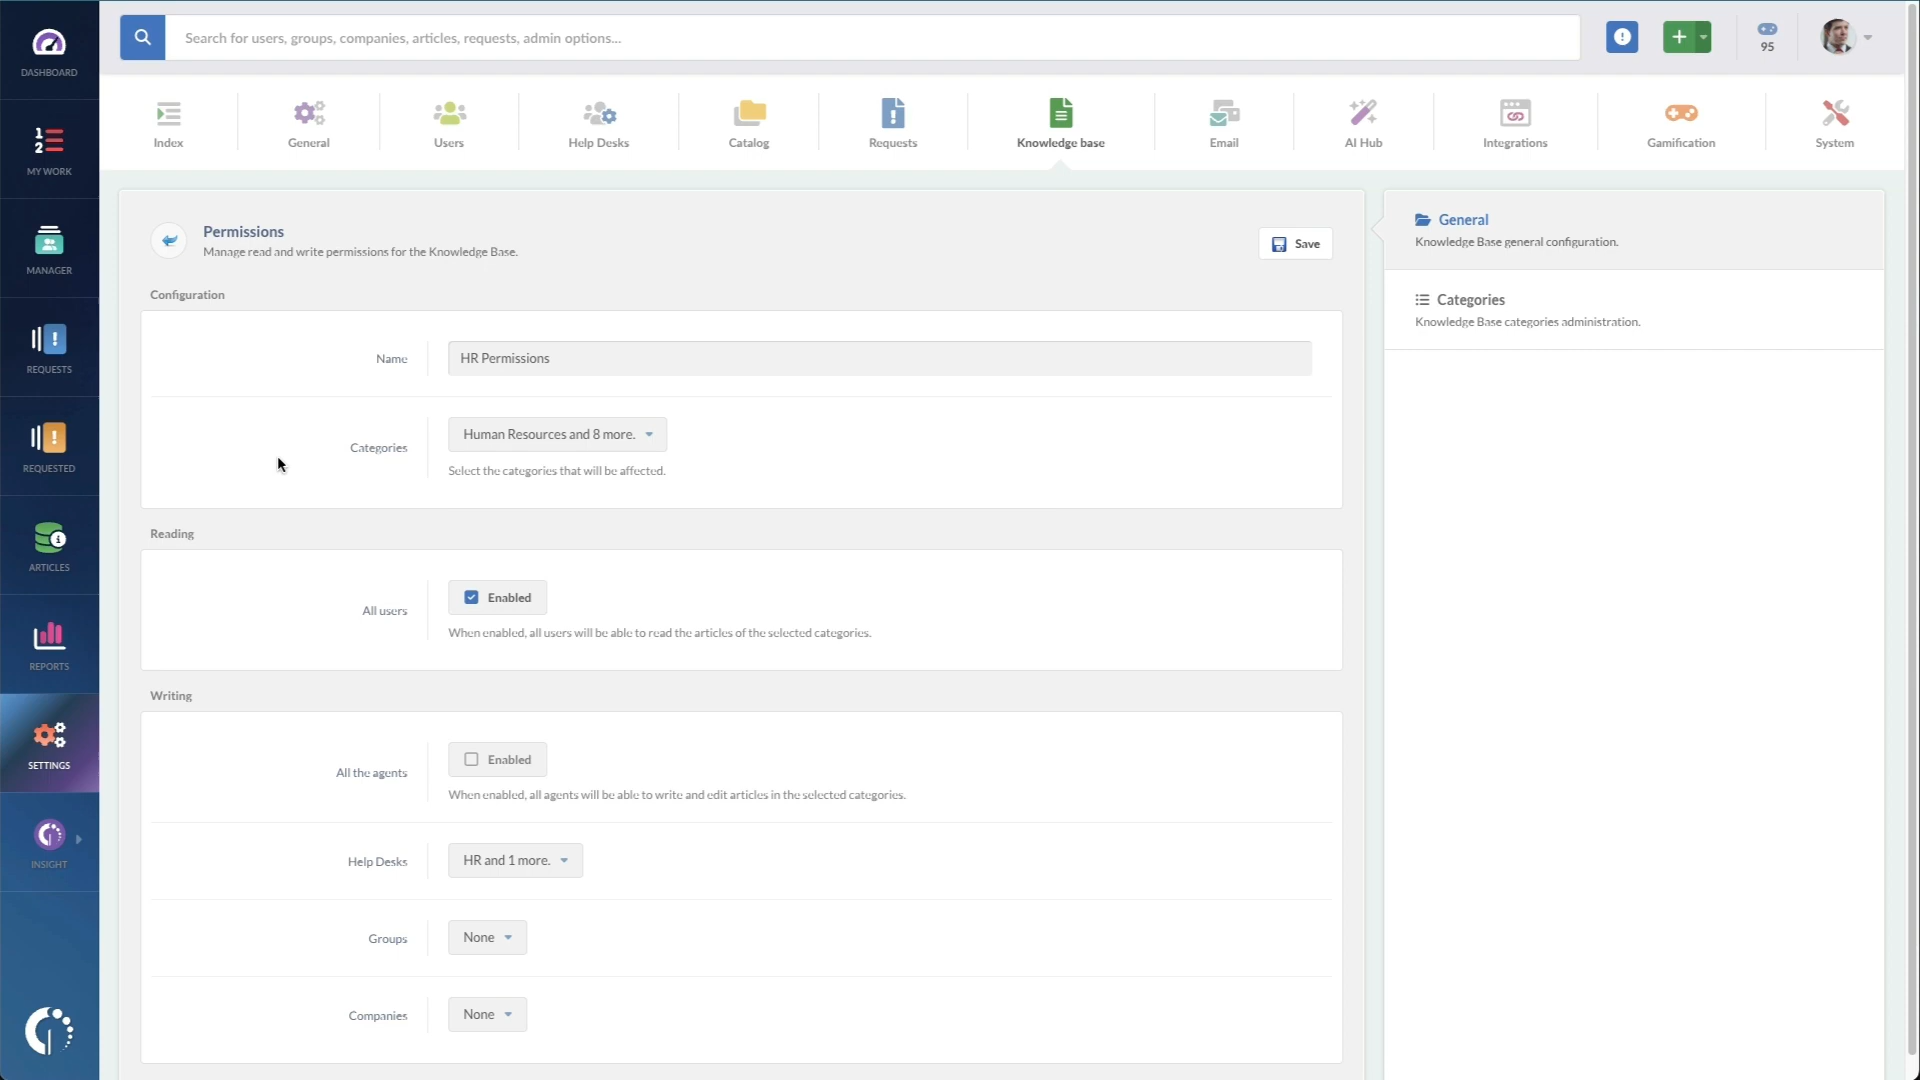 Search for users, groups, companies, articles, requests, admin options...
95
DASHBOARD
MY WORK
MANAGER
REQUESTS
REQUESTED
ARTICLES
REPORTS
SETTINGS
INSIGHT
Index
General
Users
Help Desks
Catalog
Requests
Knowledge base
Email
AI Hub
Integrations
Gamification
System
Permissions
Manage read and write permissions for the Knowledge Base.
Save
Configuration
Name
HR Permissions
Categories
Human Resources and 8 more.
Select the categories that will be affected.
Reading
All users
Enabled
When enabled, all users will be able to read the articles of the selected categories.
Writing
All the agents
Enabled
When enabled, all agents will be able to write and edit articles in the selected categories.
Help Desks
HR and 1 more.
Groups
None
Companies
None
General
Knowledge Base general configuration.
Categories
Knowledge Base categories administration.